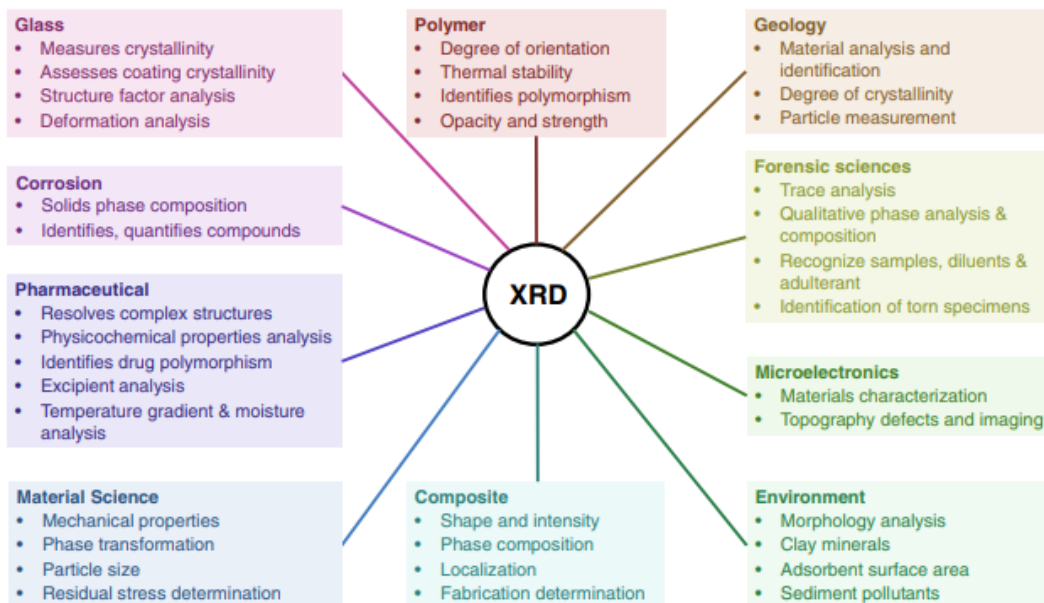 Glass
• Measures crystallinity
• Assesses coating crystallinity
• Structure factor analysis
• Deformation analysis
Polymer
• Degree of orientation
• Thermal stability
• Identifies polymorphism
• Opacity and strength
Geology
• Material analysis and
identification
• Degree of crystallinity
• Particle measurement
Corrosion
• Solids phase composition
• Identifies, quantifies compounds
Forensic sciences
• Trace analysis
• Qualitative phase analysis &
composition
• Recognize samples, diluents &
adulterant
• Identification of torn specimens
XRD
Pharmaceutical
• Resolves complex structures
• Physicochemical properties analysis
• Identifies drug polymorphism
• Excipient analysis
• Temperature gradient & moisture
analysis
Microelectronics
• Materials characterization
• Topography defects and imaging
Material Science
• Mechanical properties
• Phase transformation
• Particle size
• Residual stress determination
Composite
• Shape and intensity
• Phase composition
• Localization
• Fabrication determination
Environment
• Morphology analysis
• Clay minerals
• Adsorbent surface area
• Sediment pollutants